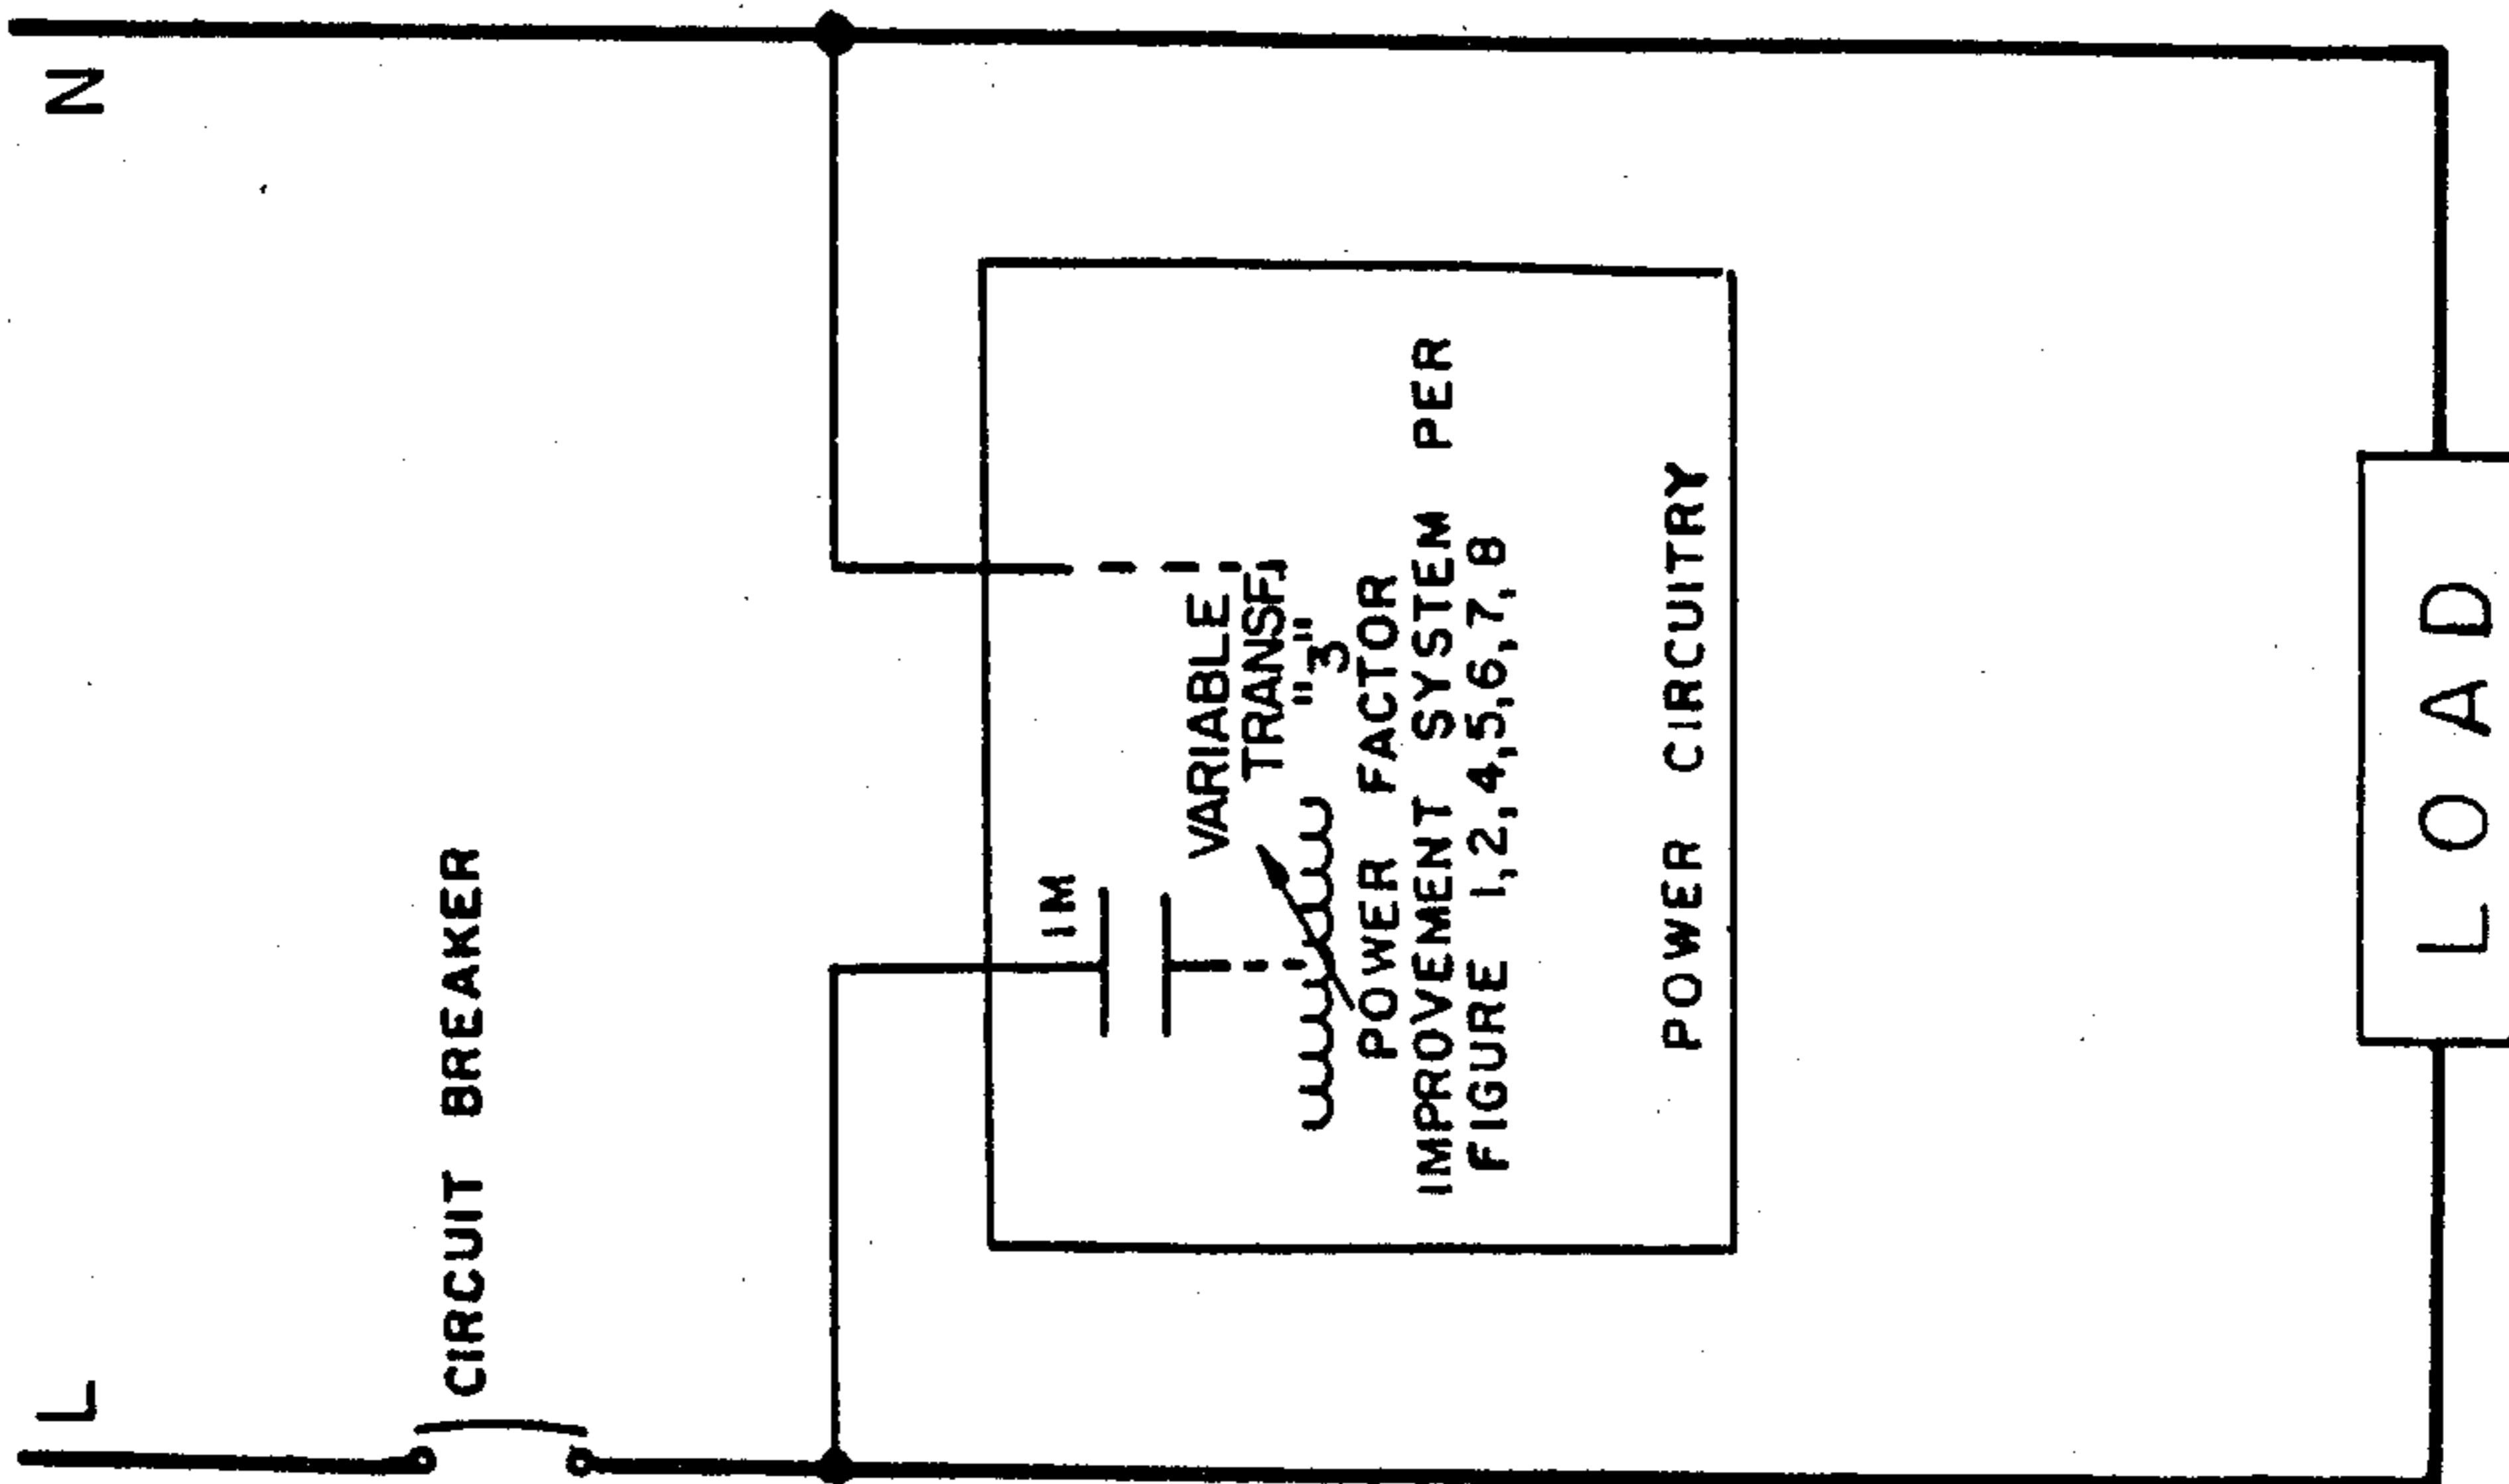 L
N
CIRCUIT BREAKER
1M
VARIABLE
TRANSF.
"3"
POWER FACTOR
IMPROVEMENT SYSTEM PER
FIGURE 1,2,4,5,6,7,8
POWER CIRCUITRY
LOAD